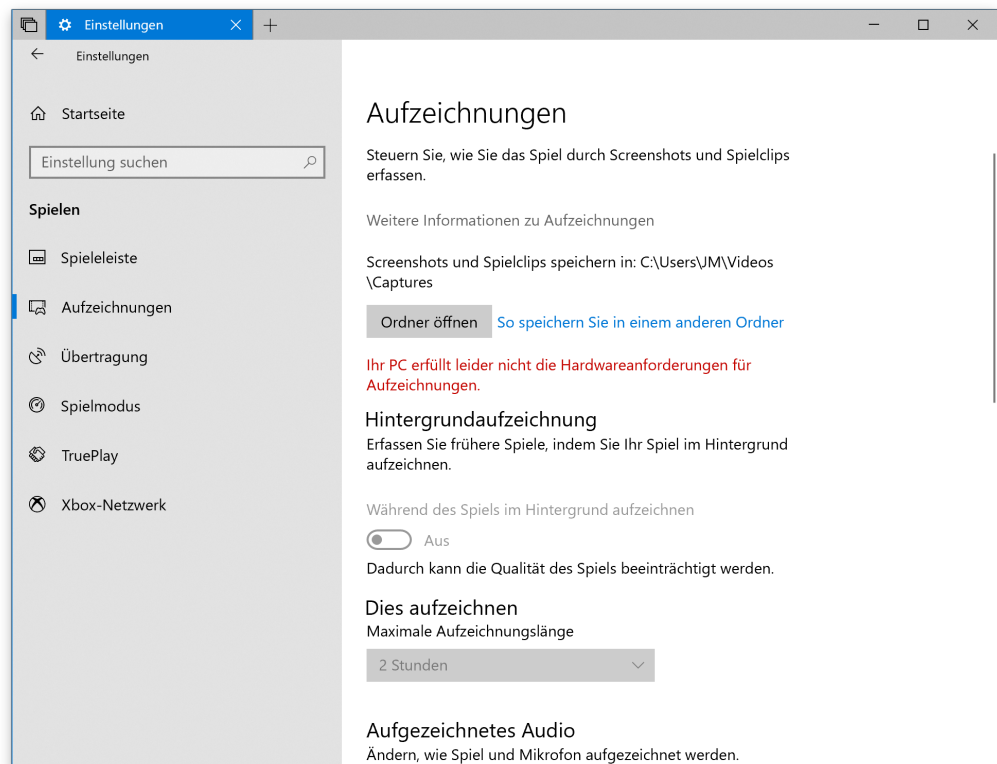 Einstellungen
Einstellungen
Startseite
Einstellung suchen
Spielen
Spieleleiste
Aufzeichnungen
Übertragung
Spielmodus
TruePlay
Xbox-Netzwerk
Aufzeichnungen
Steuern Sie, wie Sie das Spiel durch Screenshots und Spielclips
erfassen.
Weitere Informationen zu Aufzeichnungen
Screenshots und Spielclips speichern in: C:\Users\JM\Videos
\Captures
Ordner öffnen So speichern Sie in einem anderen Ordner
Ihr PC erfüllt leider nicht die Hardwareanforderungen für
Aufzeichnungen.
Hintergrundaufzeichnung
Erfassen Sie frühere Spiele, indem Sie Ihr Spiel im Hintergrund
aufzeichnen.
Während des Spiels im Hintergrund aufzeichnen
Aus
Dadurch kann die Qualität des Spiels beeinträchtigt werden.
Dies aufzeichnen
Maximale Aufzeichnungslänge
2 Stunden
Aufgezeichnetes Audio
Ändern, wie Spiel und Mikrofon aufgezeichnet werden.